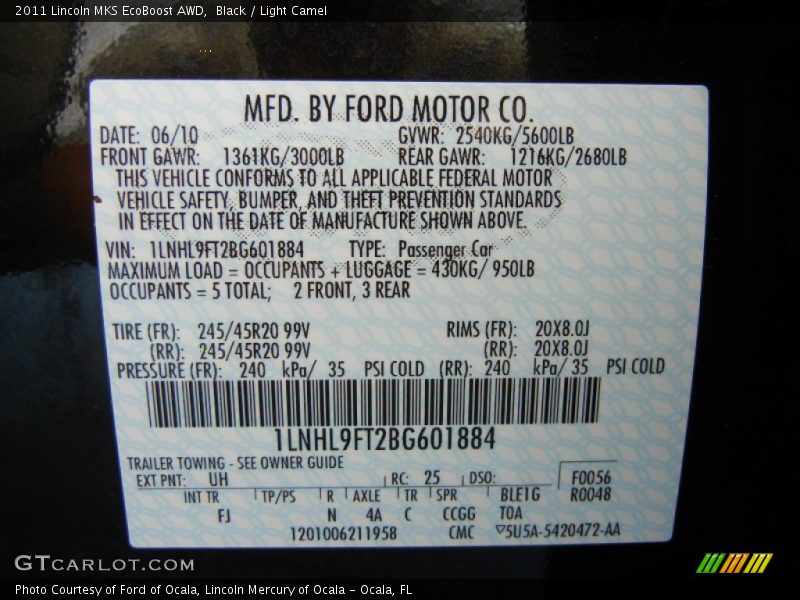 2011 Lincoln MKS EcoBoost AWD, Black / Light Camel
MFD. BY FORD MOTOR CO.
DATE: 06/10 GVWR: 2540KG/5600LB
FRONT GAWR: 1361KG/3000LB REAR GAWR: 1216KG/2680LB
THIS VEHICLE CONFORMS TO ALL APPLICABLE FEDERAL MOTOR
VEHICLE SAFETY, BUMPER, AND THEFT PREVENTION STANDARDS
IN EFFECT ON THE DATE OF MANUFACTURE SHOWN ABOVE.
VIN: 1LNHL9FT2BG601884 TYPE: Passenger Car
MAXIMUM LOAD = OCCUPANTS + LUGGAGE = 430KG/ 950LB
OCCUPANTS = 5 TOTAL; 2 FRONT, 3 REAR
TIRE (FR): 245/45R20 99V RIMS (FR): 20X8.0J
(RR): 245/45R20 99V (RR): 20X8.0J
PRESSURE (FR): 240 kPa/ 35 PSI COLD (RR): 240 kPa/ 35 PSI COLD
1LNHL9FT2BG601884
TRAILER TOWING - SEE OWNER GUIDE
EXT PNT: UH RC: 25 DSO: F0056
INT TR TP/PS R AXLE TR SPR BLE1G R0048
FJ N 4A C CCGG TOA
1201006211958 CMC ▽5U5A-5420472-AA
GTCARLOT.COM
Photo Courtesy of Ford of Ocala, Lincoln Mercury of Ocala - Ocala, FL